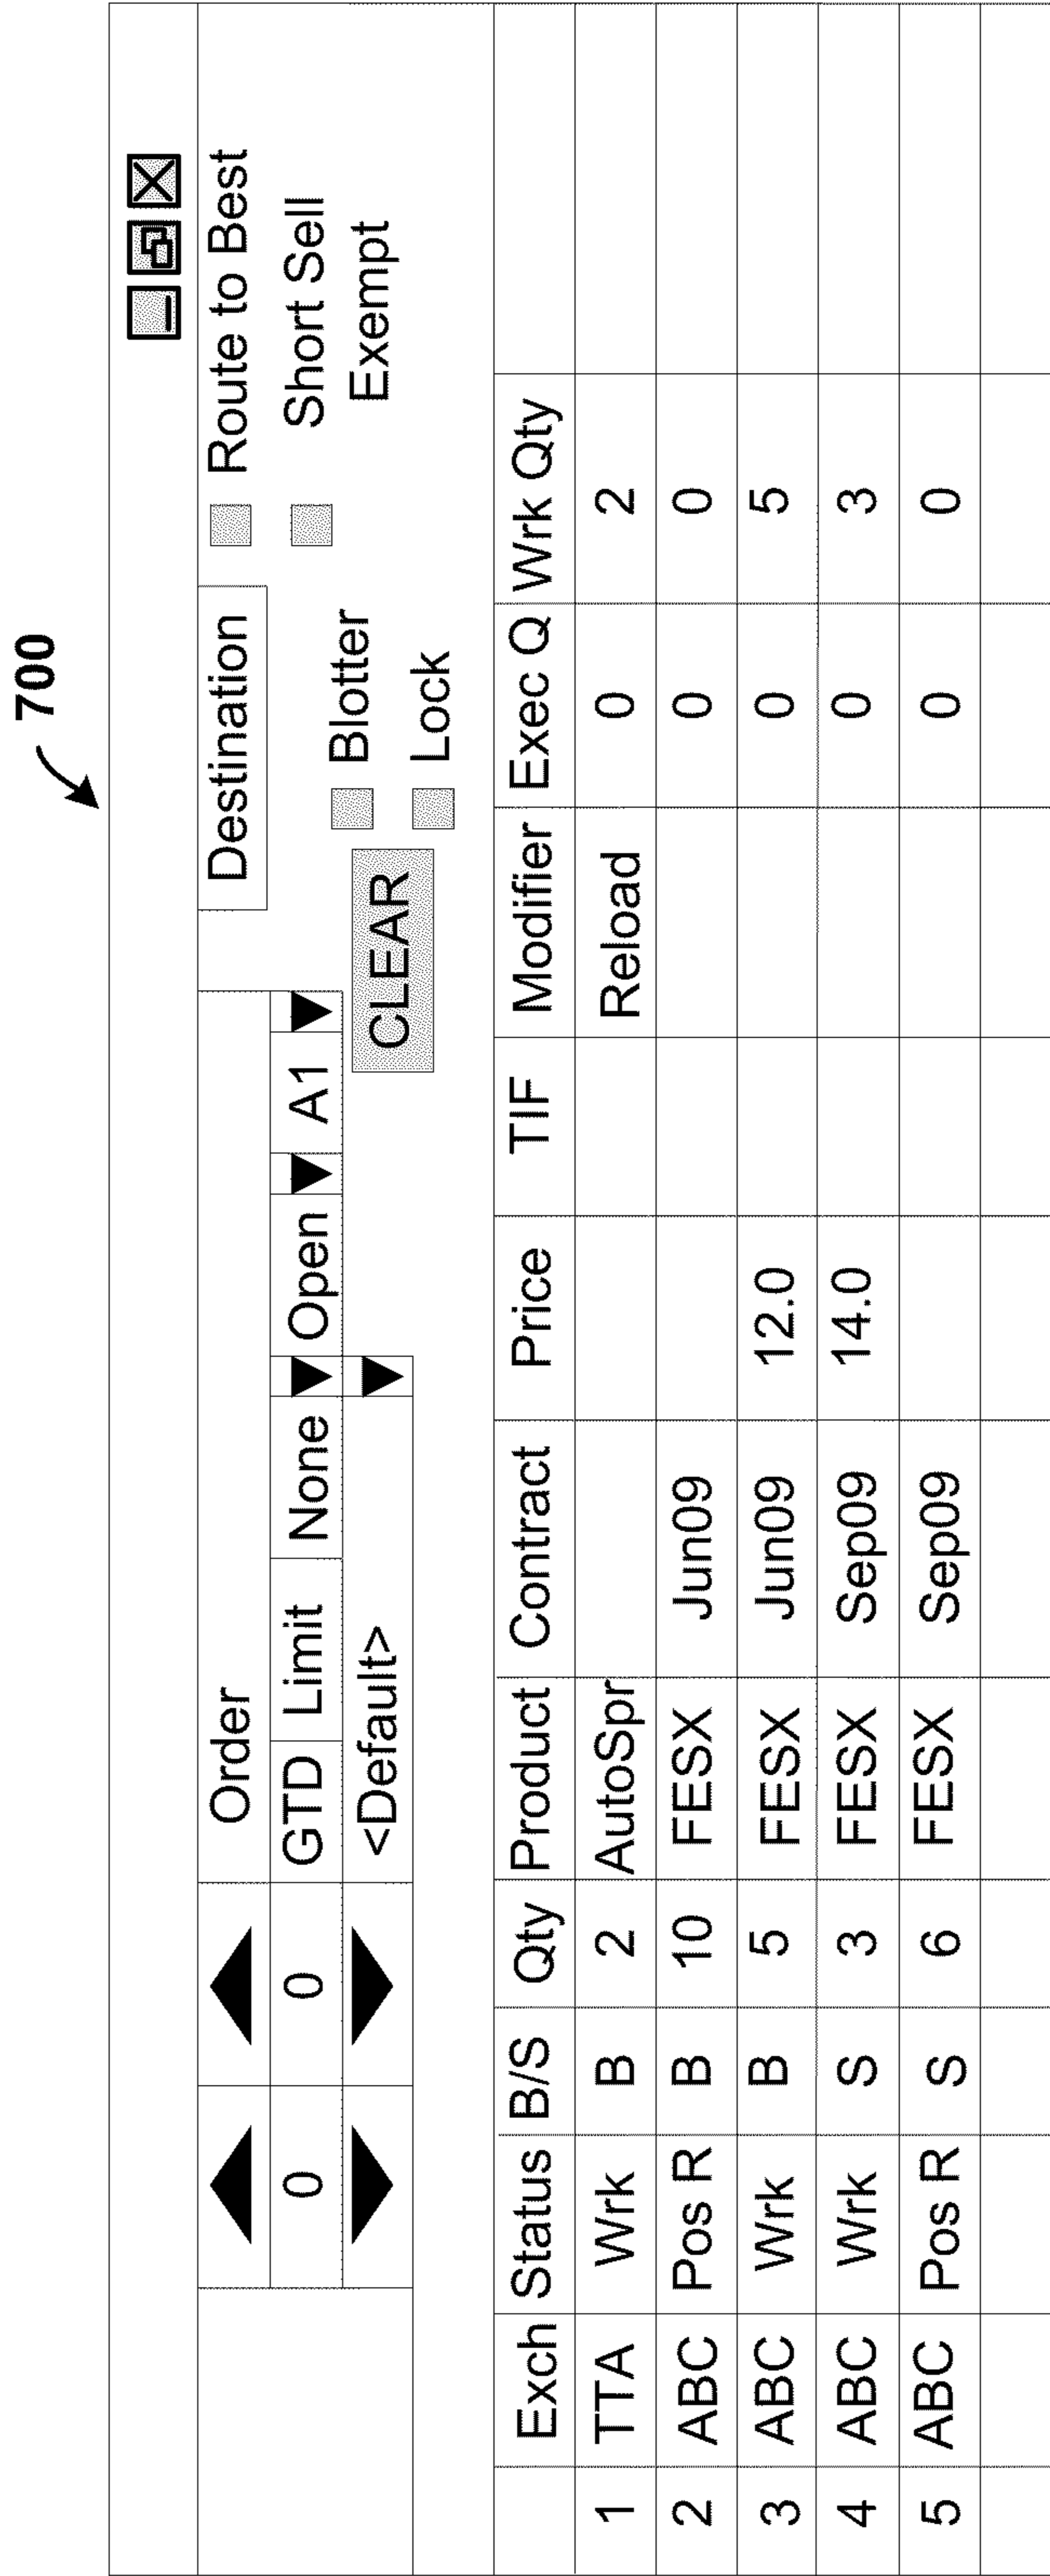 700
Order Destination Route to Best
0 0 GTD Limit None Open A1 Short Sell
<Default> CLEAR Blotter Exempt
Lock
Exch Status B/S Qty Product Contract Price TIF Modifier Exec Q Wrk Qty
1 TTA Wrk B 2 AutoSpr Reload 0 2
2 ABC Pos R B 10 FESX Jun09 0 0
3 ABC Wrk B 5 FESX Jun09 12.0 0 5
4 ABC Wrk S 3 FESX Sep09 14.0 0 3
5 ABC Pos R S 6 FESX Sep09 0 0